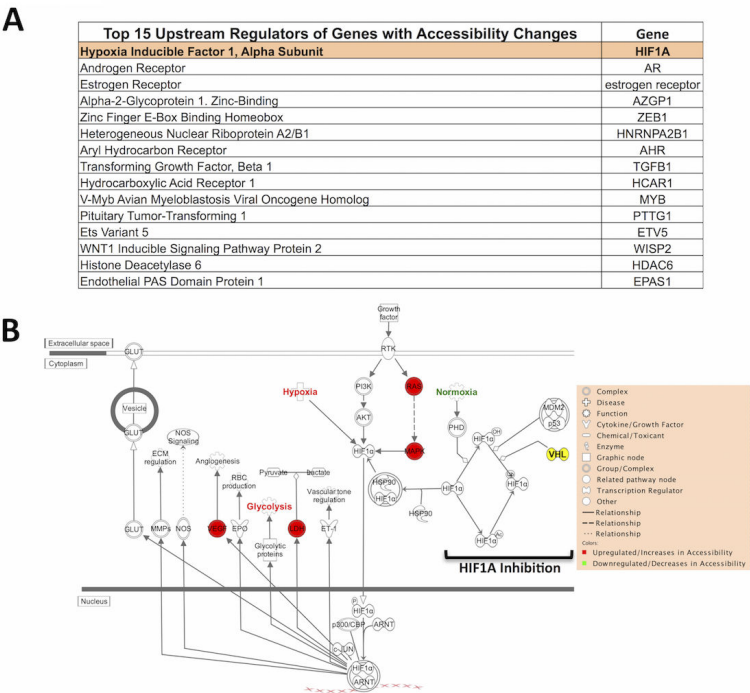 A
Top 15 Upstream Regulators of Genes with Accessibility Changes Gene
Hypoxia Inducible Factor 1, Alpha Subunit HIF1A
Androgen Receptor AR
Estrogen Receptor estrogen receptor
Alpha-2-Glycoprotein 1. Zinc-Binding AZGP1
Zinc Finger E-Box Binding Homeobox ZEB1
Heterogeneous Nuclear Riboprotein A2/B1 HNRNPA2B1
Aryl Hydrocarbon Receptor AHR
Transforming Growth Factor, Beta 1 TGFB1
Hydrocarboxylic Acid Receptor 1 HCAR1
V-Myb Avian Myeloblastosis Viral Oncogene Homolog MYB
Pituitary Tumor-Transforming 1 PTTG1
Ets Variant 5 ETV5
WNT1 Inducible Signaling Pathway Protein 2 WISP2
Histone Deacetylase 6 HDAC6
Endothelial PAS Domain Protein 1 EPAS1
B
Growth
factor
Extracellular space
Cytoplasm
GLUT
RTK
Vesicle
GLUT
Hypoxia
PI3K
RAS
Normoxia
AKT
PHD
MDM2
p53
OH
HIF1α
NOS
Signaling
ECM
regulation
Angiogenesis
RBC
production
Pyruvate
lactate
Glycolysis
Vascular tone
regulation
HIF1α
MAPK
VHL
HSP90
HIF1α
HSP90
HIF1α
HIF1α
GLUT
MMPs
NOS
VEGF
EPO
Glycolytic
proteins
LDH
ET-1
HIF1α
Ac
HIF1A Inhibition
Nucleus
P
HIF1α
p300/CBP
ARNT
c-JUN
HIF1α
ARNT
Complex
Disease
Function
Cytokine/Growth Factor
Chemical/Toxicant
Enzyme
Graphic node
Group/Complex
Related pathway node
Transcription Regulator
Other
Relationship
Relationship
Relationship
Colors:
Upregulated/Increases in Accessibility
Downregulated/Decreases in Accessibility